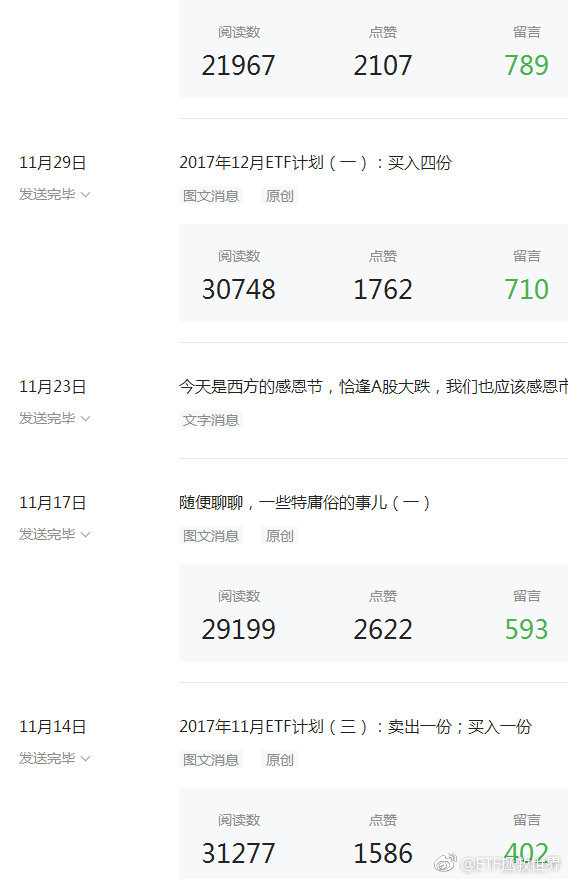 阅读数 点赞 留言
21967 2107 789
11月29日 2017年12月ETF计划（一）：买入四份
发送完毕 图文消息 原创
阅读数 点赞 留言
30748 1762 710
11月23日 今天是西方的感恩节，恰逢A股大跌，我们也应该感恩市
发送完毕 文字消息
11月17日 随便聊聊，一些特庸俗的事儿（一）
发送完毕 图文消息 原创
阅读数 点赞 留言
29199 2622 593
11月14日 2017年11月ETF计划（三）：卖出一份；买入一份
发送完毕 图文消息 原创
阅读数 点赞 留言
31277 1586 402
@ETF拯救世界